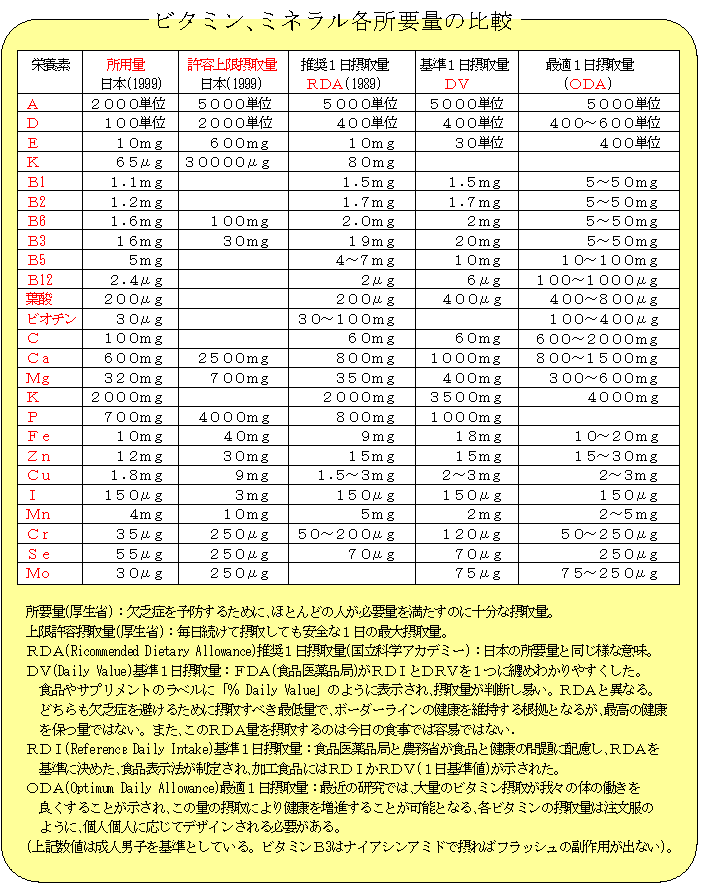 ビタミン、ミネラル各所要量の比較
栄養素 所用量 許容上限摂取量 推奨1日摂取量 基準1日摂取量 最適1日摂取量
日本(1999) 日本(1999) RDA(1989) DV (ODA)
A 2000単位 5000単位 5000単位 5000単位 5000単位
D 100単位 2000単位 400単位 400単位 400～600単位
E 10mg 600mg 10mg 30単位 400単位
K 65μg 30000μg 80mg
B1 1.1mg 1.5mg 1.5mg 5～50mg
B2 1.2mg 1.7mg 1.7mg 5～50mg
B6 1.6mg 100mg 2.0mg 2mg 5～50mg
B3 16mg 30mg 19mg 20mg 5～50mg
B5 5mg 4～7mg 10mg 10～100mg
B12 2.4μg 2μg 6μg 100～1000μg
葉酸 200μg 200μg 400μg 400～800μg
ビオチン 30μg 30～100mg 100～400μg
C 100mg 60mg 60mg 600～2000mg
Ca 600mg 2500mg 800mg 1000mg 800～1500mg
Mg 320mg 700mg 350mg 400mg 300～600mg
K 2000mg 2000mg 3500mg 4000mg
P 700mg 4000mg 800mg 1000mg
Fe 10mg 40mg 9mg 18mg 10～20mg
Zn 12mg 30mg 15mg 15mg 15～30mg
Cu 1.8mg 9mg 1.5～3mg 2～3mg 2～3mg
I 150μg 3mg 150μg 150μg 150μg
Mn 4mg 10mg 5mg 2mg 2～5mg
Cr 35μg 250μg 50～200μg 120μg 50～250μg
Se 55μg 250μg 70μg 70μg 250μg
Mo 30μg 250μg 75μg 75～250μg
所要量(厚生省)：欠乏症を予防するために、ほとんどの人が必要量を満たすのに十分な摂取量。
上限許容摂取量(厚生省)：毎日続けて摂取しても安全な１日の最大摂取量。
RDA(Ricommended Dietary Allowance)推奨１日摂取量(国立科学アカデミー)：日本の所要量と同じ様な意味。
DV(Daily Value)基準１日摂取量：FDA(食品医薬品局)がRDIとDRVを１つに纏めわかりやすくした。
食品やサプリメントのラベルに「% Daily Value」のように表示され、摂取量が判断し易い。RDAと異なる。
どちらも欠乏症を避けるために摂取すべき最低量で、ボーダーラインの健康を維持する根拠となるが、最高の健康
を保つ量ではない。また、このRDA量を摂取するのは今日の食事では容易ではない．
RDI(Reference Daily Intake)基準１日摂取量：食品医薬品局と農務省が食品と健康の問題に配慮し、RDAを
基準に決めた、食品表示法が制定され、加工食品にはRDIかRDV(１日基準値)が示された。
ODA(Optimum Daily Allowance)最適１日摂取量：最近の研究では、大量のビタミン摂取が我々の体の働きを
良くすることが示され、この量の摂取により健康を増進することが可能となる、各ビタミンの摂取量は注文服の
ように、個人個人に応じてデザインされる必要がある。
(上記数値は成人男子を基準としている。ビタミンB3はナイアシンアミドで摂ればフラッシュの副作用が出ない)。